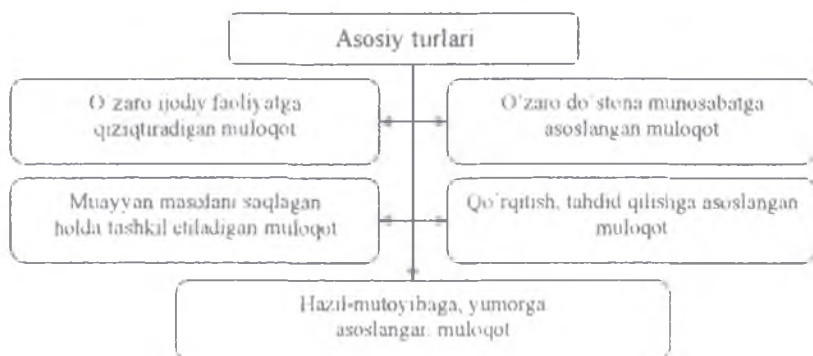 Asosiy turlari
O'zaro ijodiy faoliyatga
qiziqtiradigan muloqot
O'zaro do'stona munosabatga
asoslangan muloqot
Muayyan masofani saqlagan
holda tashkil etiladigan muloqot
Qo'rqitish, tahdid qilishga asoslangan
muloqot
Hazil-mutoyibaga, yumorga
asoslangan muloqot